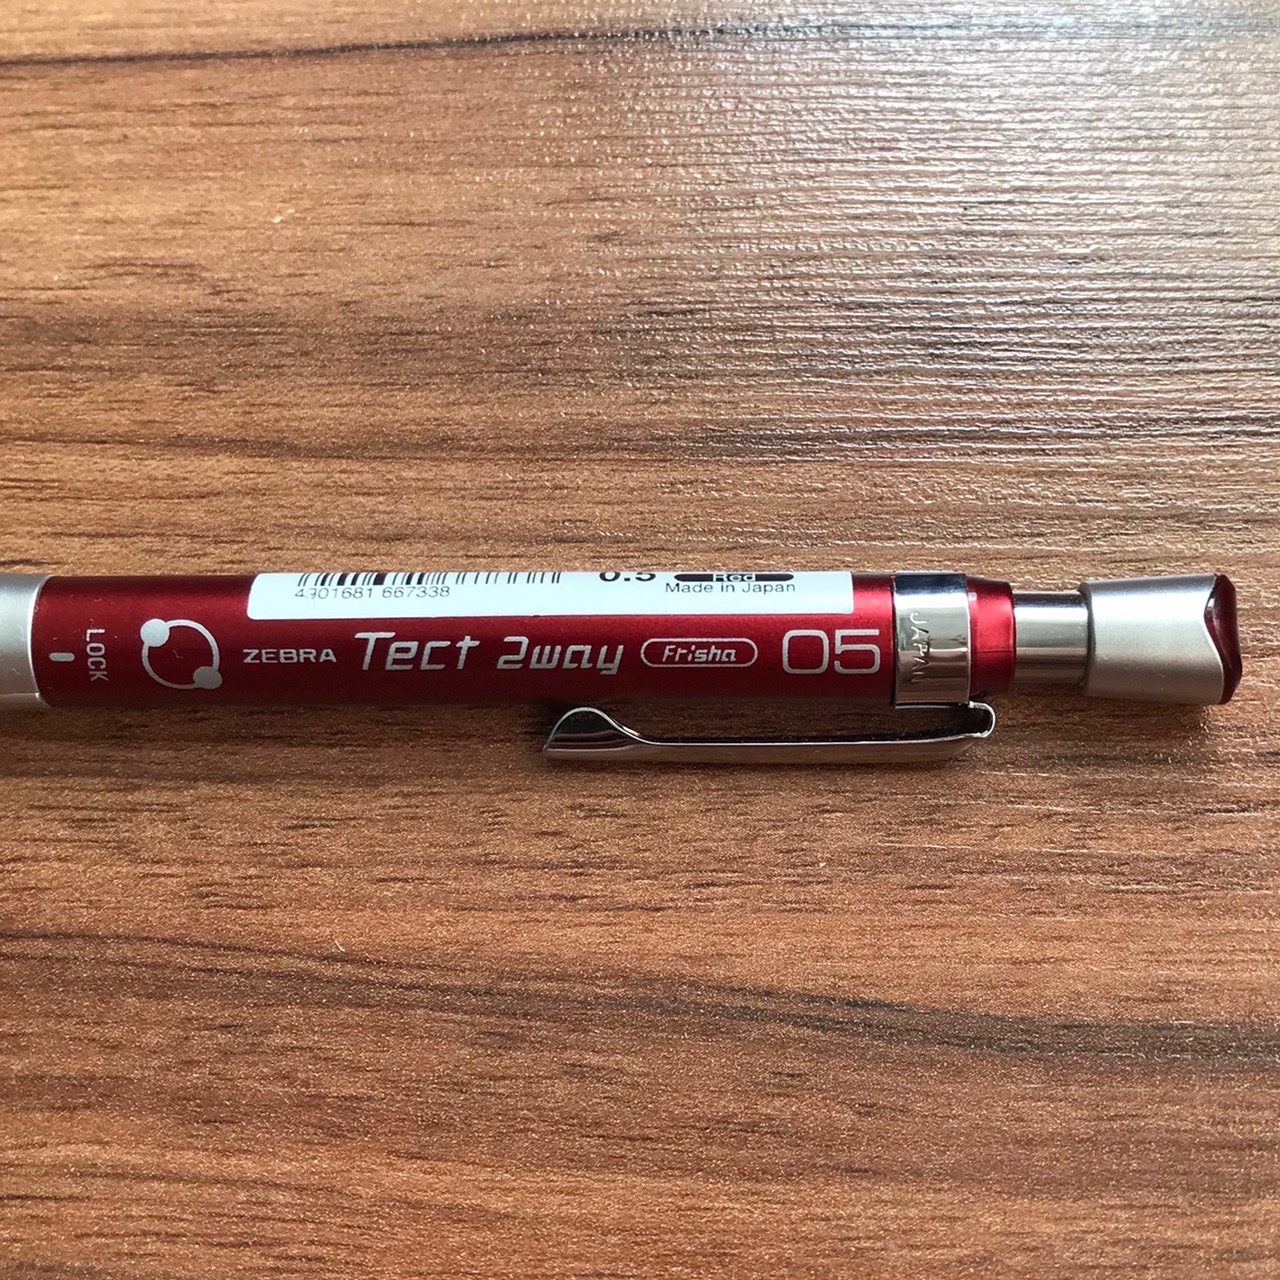 0.5 Red
4901681 667338 Made in Japan
LOCK
ZEBRA Tect 2way Frisha 05
JAPAN